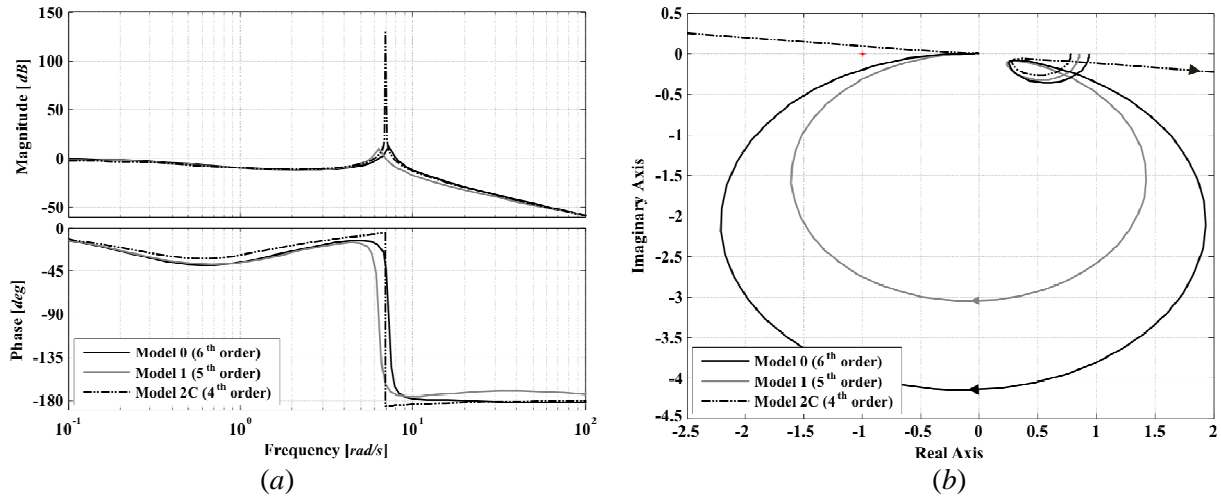 150
100
50
0
-50
Magnitude [dB]
0
-45
-90
-135
-180
Phase [deg]
Model 0 (6th order)
Model 1 (5th order)
Model 2C (4th order)
10-1
100
101
102
Frequency [rad/s]
(a)
0.5
0
-0.5
-1
-1.5
-2
-2.5
-3
-3.5
-4
-4.5
Imaginary Axis
Model 0 (6th order)
Model 1 (5th order)
Model 2C (4th order)
-2.5
-2
-1.5
-1
-0.5
0
0.5
1
1.5
2
Real Axis
(b)